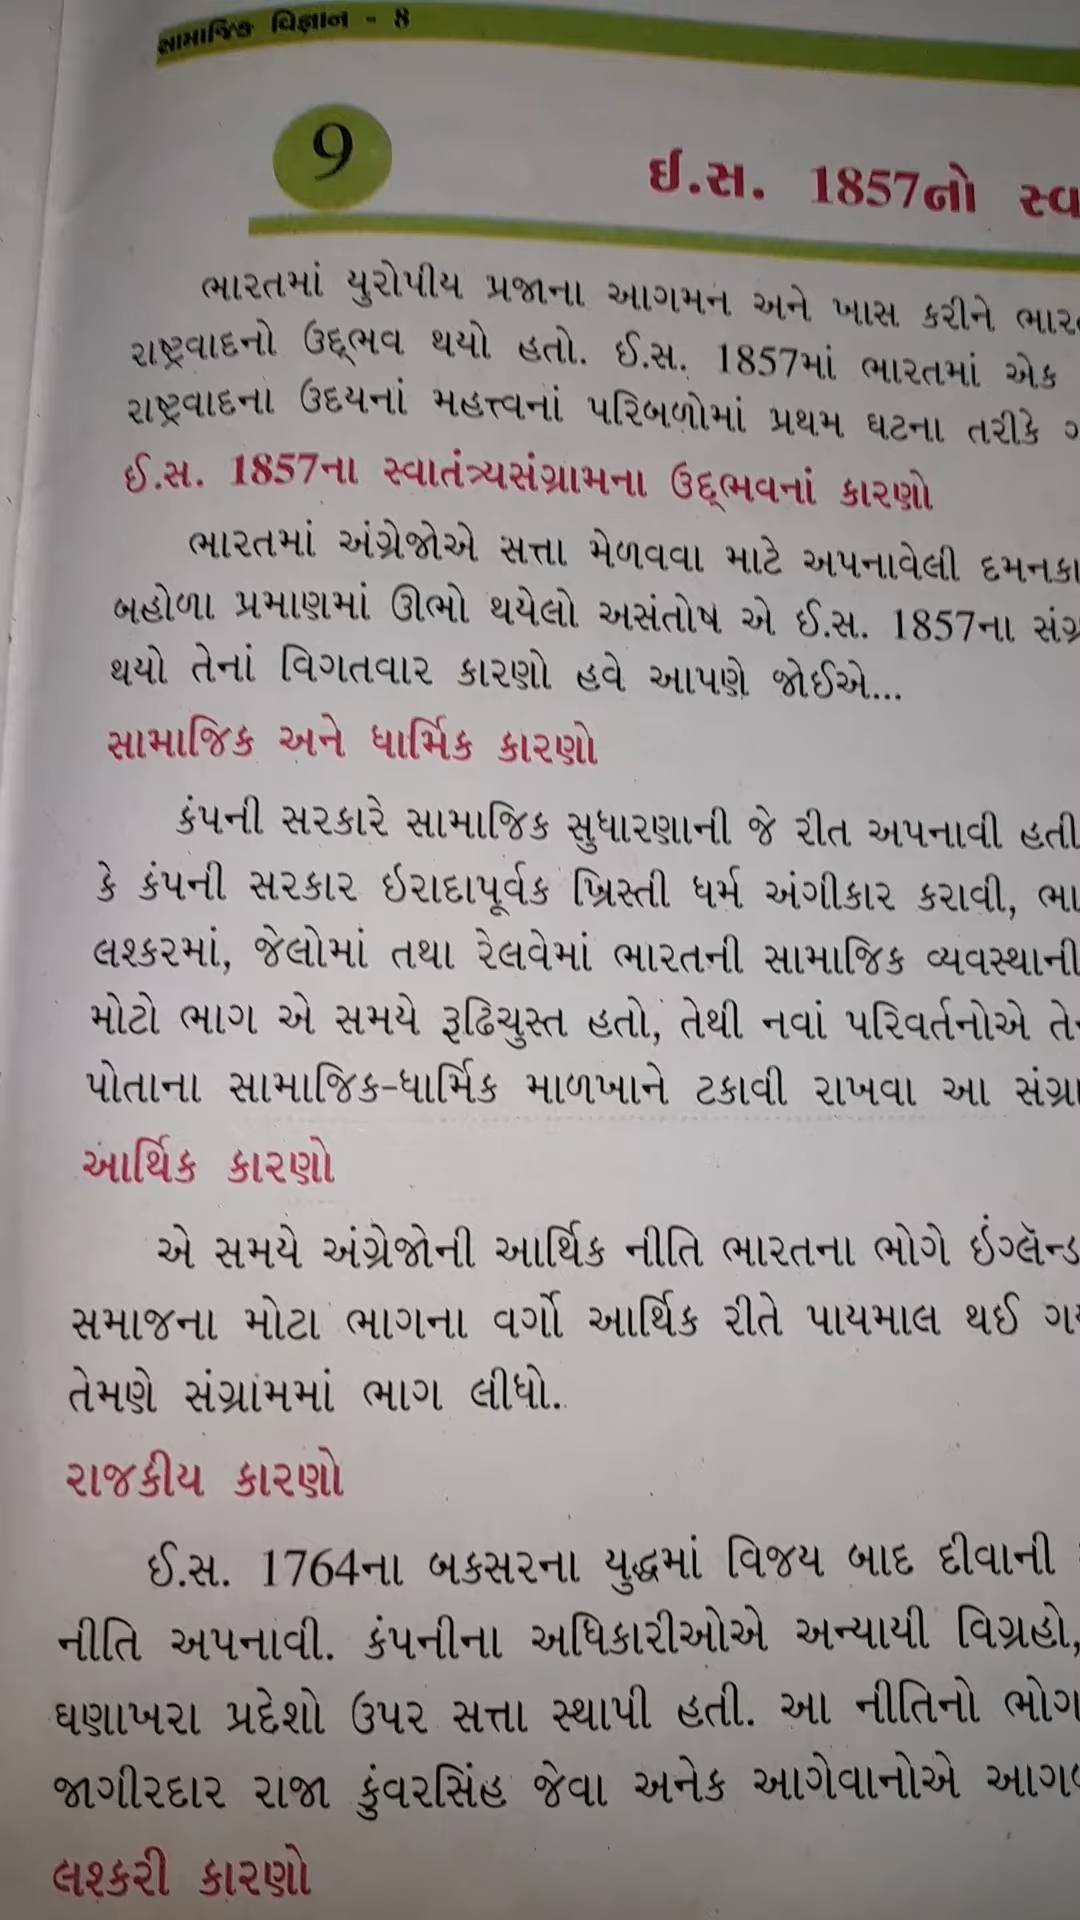 સામાજિક વિજ્ઞાન - 8
9
ઈ.સ. 1857નો
ભારતમાં યુરોપીય પ્રજાના આગમન અને ખાસ કરીને
રાષ્ટ્રવાદનો ઉદ્ભવ થયો હતો. ઈ.સ. 1857માં ભારતમાં એક
રાષ્ટ્રવાદના ઉદયનાં મહત્ત્વનાં પરિબળોમાં પ્રથમ ઘટના તરીકે
ઈ.સ. 1857ના સ્વાતંત્ર્યસંગ્રામના ઉદ્ભવનાં કારણો
ભારતમાં અંગ્રેજોએ સત્તા મેળવવા માટે અપનાવેલી
બહોળા પ્રમાણમાં ઊભો થયેલો અસંતોષ એ ઈ.સ. 1857ના
થયો તેનાં વિગતવાર કારણો હવે આપણે જોઈએ...
સામાજિક અને ધાર્મિક કારણો
કંપની સરકારે સામાજિક સુધારણાની જે રીત અપનાવી હતી
કે કંપની સરકાર ઇરાદાપૂર્વક ખ્રિસ્તી ધર્મ અંગીકાર કરાવી,
લશ્કરમાં, જેલોમાં તથા રેલવેમાં ભારતની સામાજિક વ્યવસ્થાની
મોટો ભાગ એ સમયે રૂઢિચુસ્ત હતો, તેથી નવાં પરિવર્તનોએ
પોતાના સામાજિક-ધાર્મિક માળખાને ટકાવી રાખવા આ
આર્થિક કારણો
એ સમયે અંગ્રેજોની આર્થિક નીતિ ભારતના ભોગે ઇંગ્લૅન્ડ
સમાજના મોટા ભાગના વર્ગો આર્થિક રીતે પાયમાલ થઈ
તેમણે સંગ્રામમાં ભાગ લીધો.
રાજકીય કારણો
ઈ.સ. 1764ના બકસરના યુદ્ધમાં વિજય બાદ દીવાની
નીતિ અપનાવી. કંપનીના અધિકારીઓએ અન્યાયી વિગ્રહો,
ઘણાખરા પ્રદેશો ઉપર સત્તા સ્થાપી હતી. આ નીતિનો ભોગ
જાગીરદાર રાજા કુંવરસિંહ જેવા અનેક આગેવાનોએ
લશ્કરી કારણો